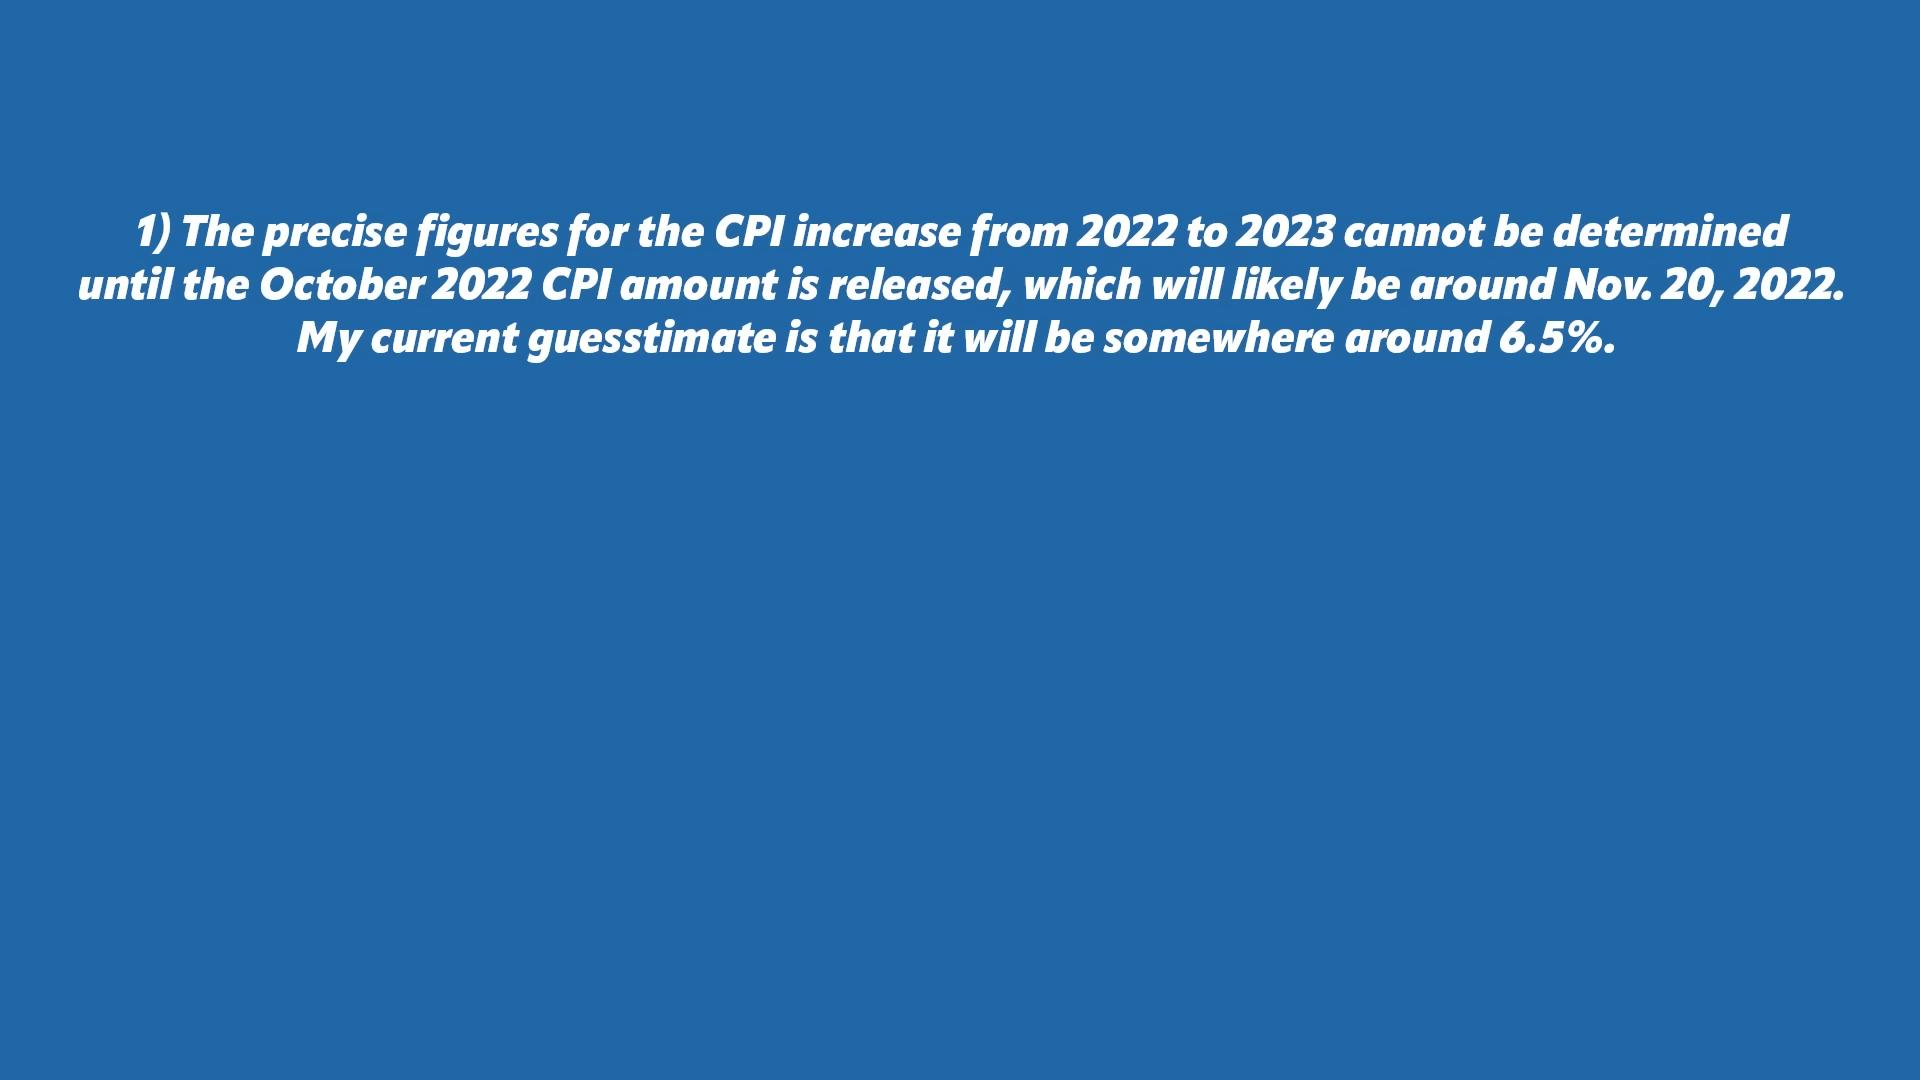 1) The precise figures for the CPI increase from 2022 to 2023 cannot be determined
until the October 2022 CPI amount is released, which will likely be around Nov. 20, 2022.
My current guesstimate is that it will be somewhere around 6.5%.